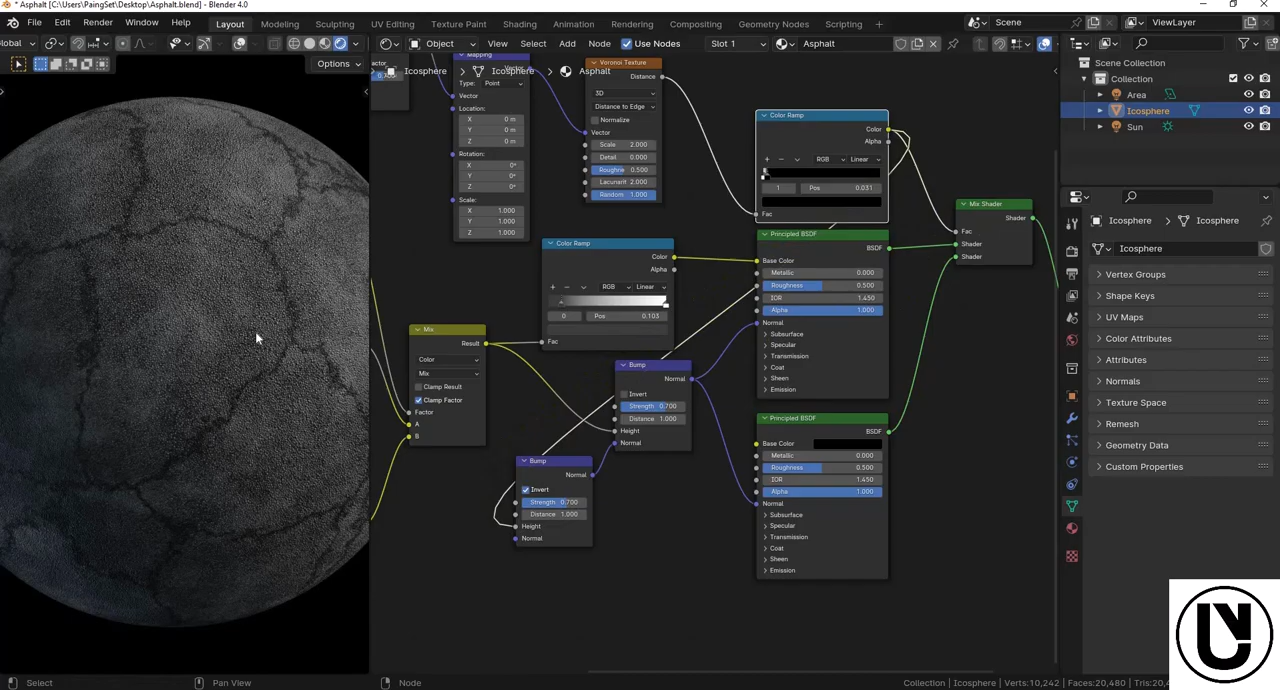 * Asphalt [C:\Users\PaingSet\Desktop\Asphalt.blend] - Blender 4.0
File Edit Render Window Help Layout Modeling Sculpting UV Editing Texture Paint Shading Animation Rendering Compositing Geometry Nodes Scripting + Scene ViewLayer
lobal Object View Select Add Node Use Nodes Slot 1 Asphalt
Options
Icosphere > Icosphere > Asphalt
Mapping
Vector
Type: Point
Vector
Location:
X 0 m
Y 0 m
Z 0 m
Rotation:
X 0°
Y 0°
Z 0°
Scale:
X 1.000
Y 1.000
Z 1.000
Voronoi Texture
Distance
3D
Distance to Edge
Normalize
Vector
Scale 2.000
Detail 0.000
Roughne 0.500
Lacunarit 2.000
Random 1.000
Color Ramp
Color
Alpha
+ − RGB Linear
1 Pos 0.031
Fac
Color Ramp
Color
Alpha
+ − RGB Linear
0 Pos 0.103
Fac
Mix
Result
Color
Mix
Clamp Result
Clamp Factor
Factor
A
B
Bump
Normal
Invert
Strength 0.700
Distance 1.000
Height
Normal
Bump
Normal
Invert
Strength 0.700
Distance 1.000
Height
Normal
Principled BSDF
BSDF
Base Color
Metallic 0.000
Roughness 0.500
IOR 1.450
Alpha 1.000
Normal
Subsurface
Specular
Transmission
Coat
Sheen
Emission
Principled BSDF
BSDF
Base Color
Metallic 0.000
Roughness 0.500
IOR 1.450
Alpha 1.000
Normal
Subsurface
Specular
Transmission
Coat
Sheen
Emission
Mix Shader
Shader
Fac
Shader
Shader
Scene Collection
Collection
Area
Icosphere
Sun
Icosphere > Icosphere
Icosphere
Vertex Groups
Shape Keys
UV Maps
Color Attributes
Attributes
Normals
Texture Space
Remesh
Geometry Data
Custom Properties
Select Pan View Node Collection | Icosphere | Verts:10,242 | Faces:20,480 | Tris:20,4